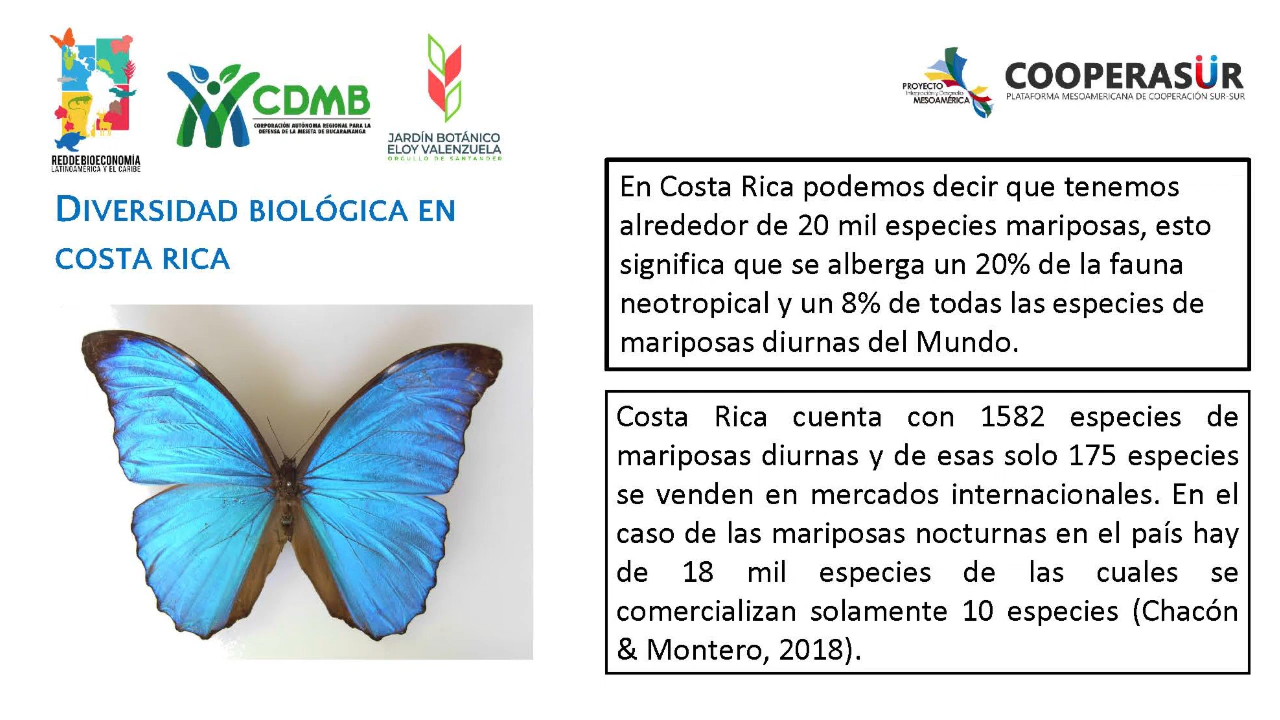 RED DE BIOECONOMÍA
LATINOAMÉRICA Y EL CARIBE
CDMB
CORPORACIÓN AUTÓNOMA REGIONAL PARA LA
DEFENSA DE LA MESETA DE BUCARAMANGA
JARDÍN BOTÁNICO
ELOY VALENZUELA
ORGULLO DE SANTANDER
PROYECTO
Integración y Desarrollo
MESOAMÉRICA
COOPERASÜR
PLATAFORMA MESOAMERICANA DE COOPERACIÓN SUR-SUR
DIVERSIDAD BIOLÓGICA EN
COSTA RICA
En Costa Rica podemos decir que tenemos
alrededor de 20 mil especies mariposas, esto
significa que se alberga un 20% de la fauna
neotropical y un 8% de todas las especies de
mariposas diurnas del Mundo.
Costa Rica cuenta con 1582 especies de
mariposas diurnas y de esas solo 175 especies
se venden en mercados internacionales. En el
caso de las mariposas nocturnas en el país hay
de 18 mil especies de las cuales se
comercializan solamente 10 especies (Chacón
& Montero, 2018).